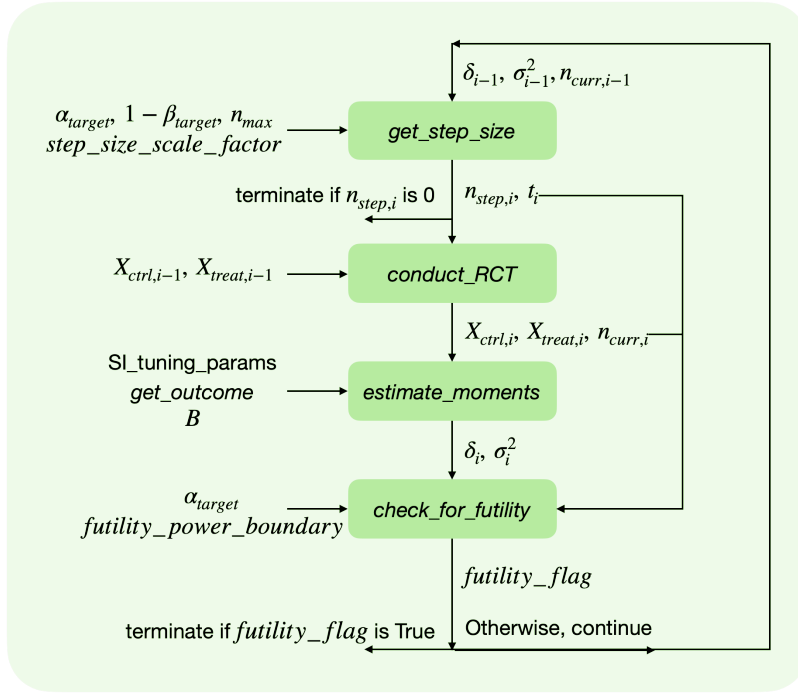 δ_{i−1}, σ²_{i−1}, n_{curr,i−1}
α_{target}, 1 − β_{target}, n_{max}
step_size_scale_factor
get_step_size
terminate if n_{step,i} is 0
n_{step,i}, t_i
X_{ctrl,i−1}, X_{treat,i−1}
conduct_RCT
X_{ctrl,i}, X_{treat,i}, n_{curr,i}
SI_tuning_params
get_outcome
B
estimate_moments
δ_i, σ²_i
α_{target}
futility_power_boundary
check_for_futility
futility_flag
terminate if futility_flag is True
Otherwise, continue